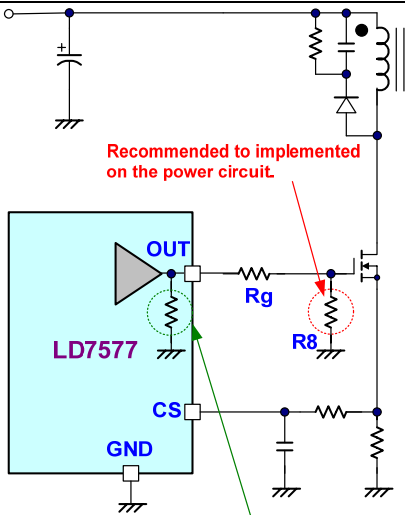 +
Recommended to implemented
on the power circuit.
OUT
Rg
R8
LD7577
CS
GND